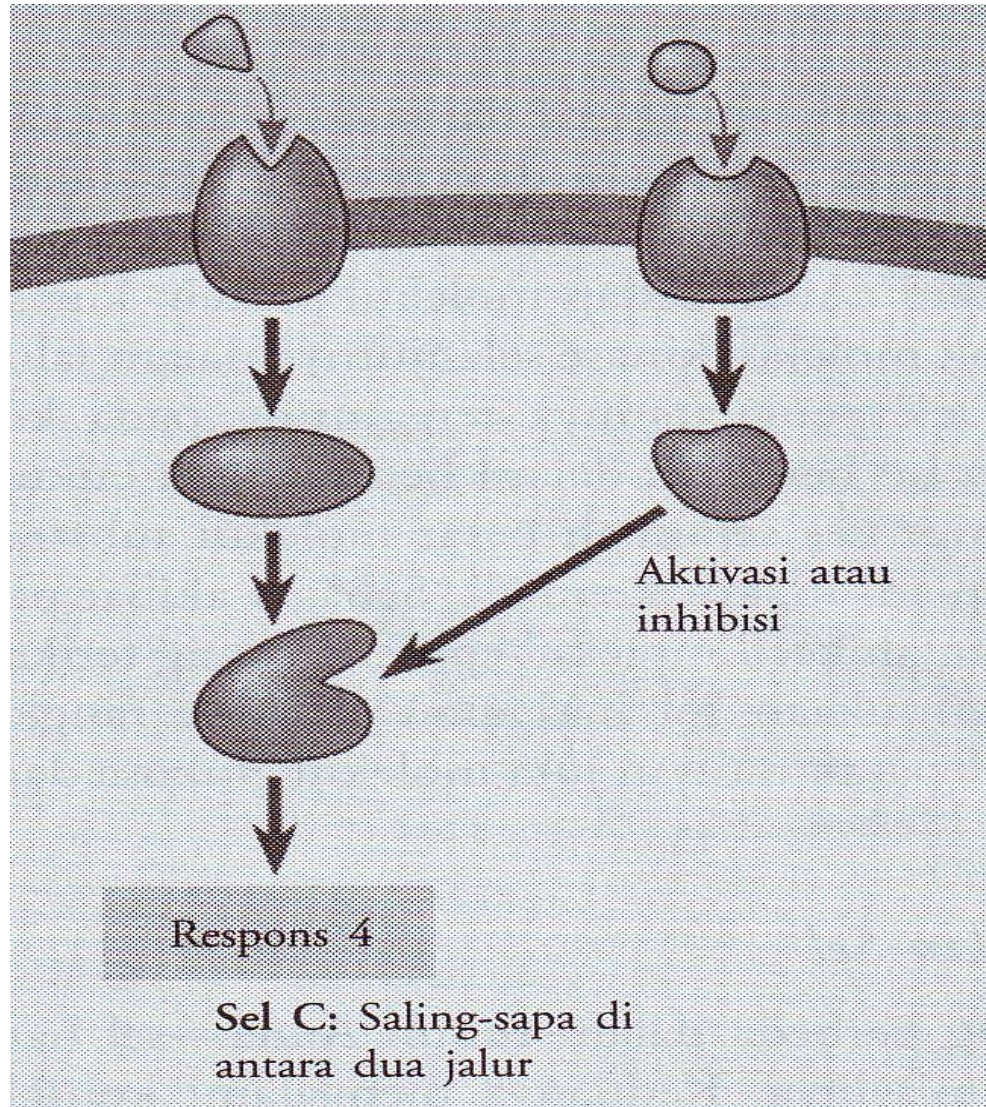 Aktivasi atau
inhibisi
Respons 4
Sel C: Saling-sapa di
antara dua jalur